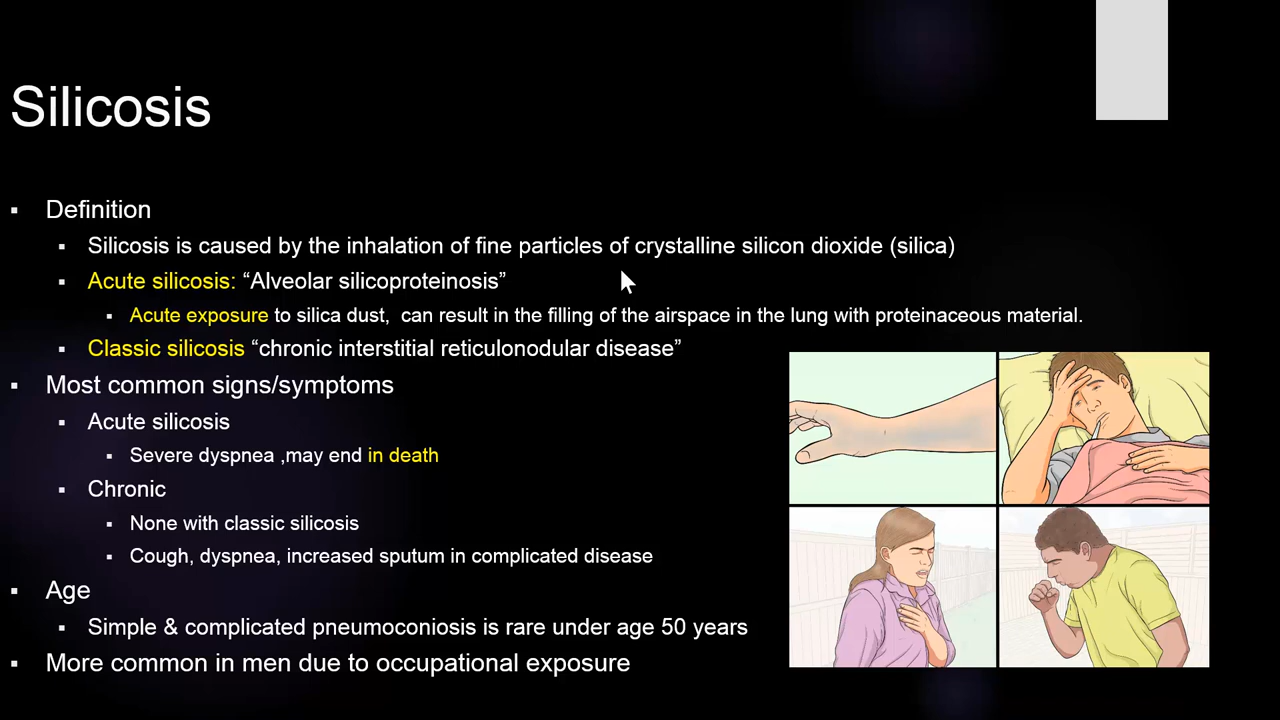 Silicosis
▪ Definition
▪ Silicosis is caused by the inhalation of fine particles of crystalline silicon dioxide (silica)
▪ Acute silicosis: “Alveolar silicoproteinosis”
▪ Acute exposure to silica dust, can result in the filling of the airspace in the lung with proteinaceous material.
▪ Classic silicosis “chronic interstitial reticulonodular disease”
▪ Most common signs/symptoms
▪ Acute silicosis
▪ Severe dyspnea ,may end in death
▪ Chronic
▪ None with classic silicosis
▪ Cough, dyspnea, increased sputum in complicated disease
▪ Age
▪ Simple & complicated pneumoconiosis is rare under age 50 years
▪ More common in men due to occupational exposure